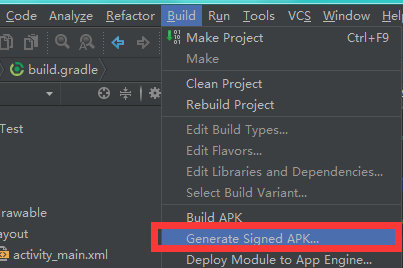 Code Analyze Refactor Build Run Tools VCS Window Help
Make Project Ctrl+F9
build.gradle
Make
Clean Project
Rebuild Project
Test
Edit Build Types...
Edit Flavors...
Edit Libraries and Dependencies...
Select Build Variant...
rawable
Build APK
ayout
Generate Signed APK...
activity_main.xml
Deploy Module to App Engine...